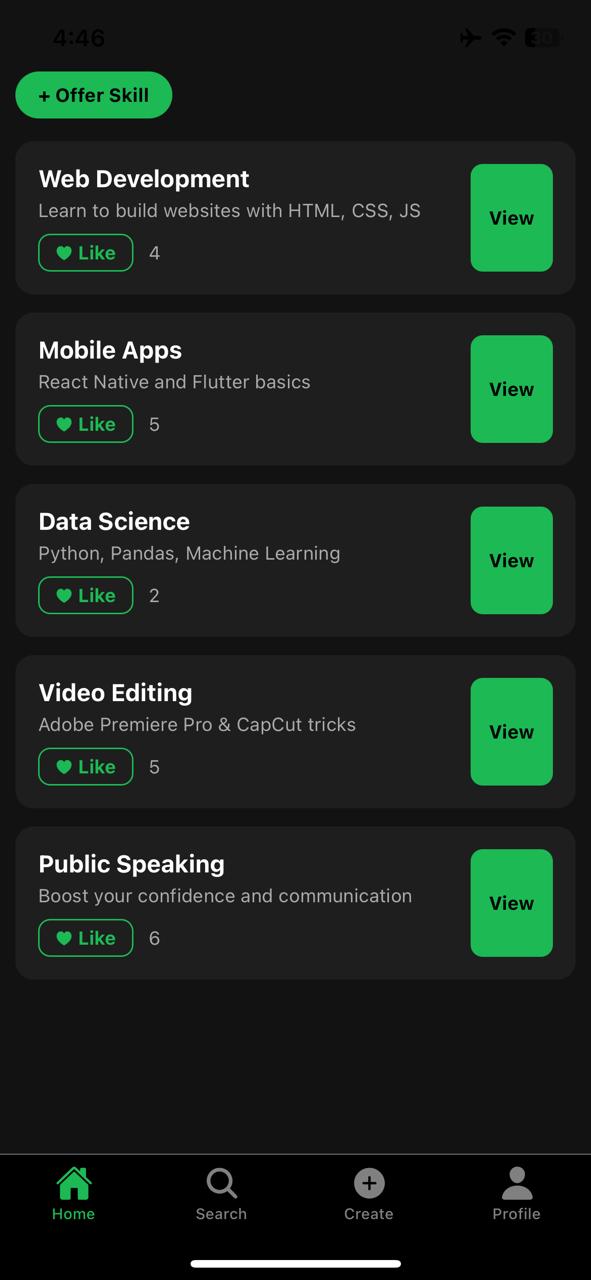 4:46
30
+ Offer Skill
Web Development
Learn to build websites with HTML, CSS, JS
Like 4
View
Mobile Apps
React Native and Flutter basics
Like 5
View
Data Science
Python, Pandas, Machine Learning
Like 2
View
Video Editing
Adobe Premiere Pro & CapCut tricks
Like 5
View
Public Speaking
Boost your confidence and communication
Like 6
View
Home Search Create Profile